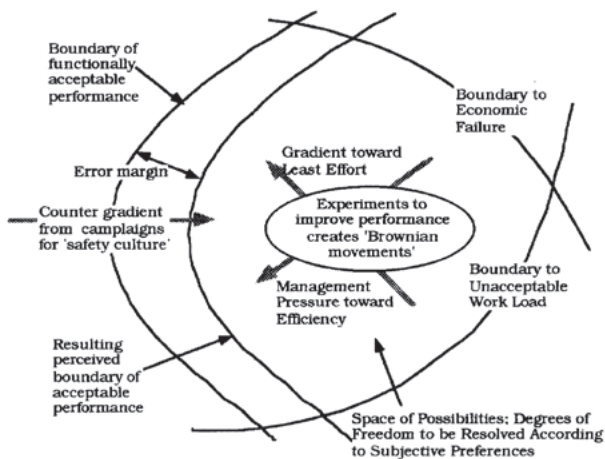 Boundary of
functionally
acceptable
performance
Boundary to
Economic
Failure
Error margin
Gradient toward
Least Effort
Counter gradient
from camplaigns
for 'safety culture'
Experiments to
improve performance
creates 'Brownian
movements'
Management
Pressure toward
Efficiency
Boundary to
Unacceptable
Work Load
Resulting
perceived
boundary of
acceptable
performance
Space of Possibilities; Degrees of
Freedom to be Resolved According
to Subjective Preferences